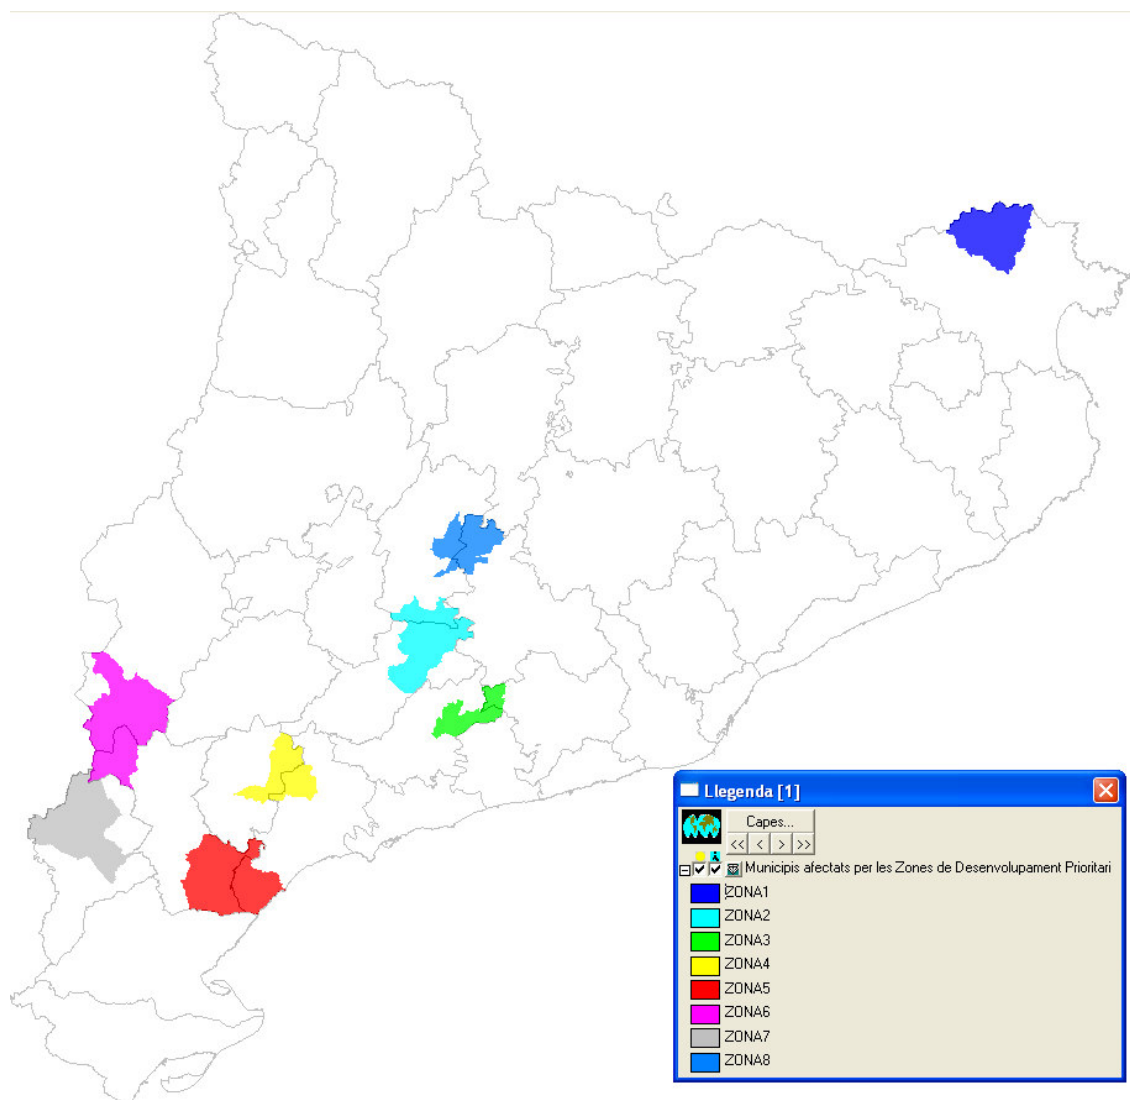 Llegenda [1]
Capes...
<< < > >>
Municipis afectats per les Zones de Desenvolupament Prioritari
ZONA1
ZONA2
ZONA3
ZONA4
ZONA5
ZONA6
ZONA7
ZONA8